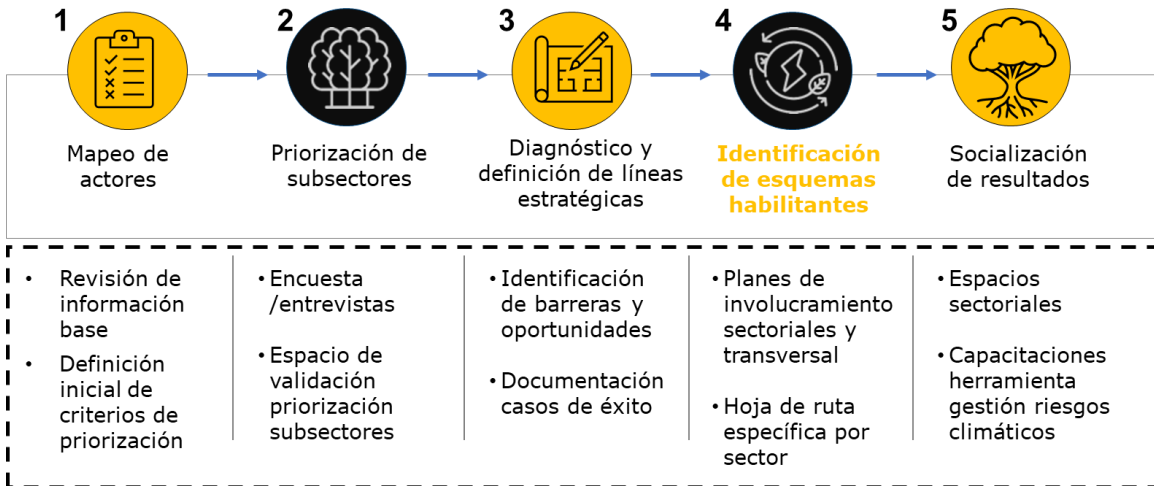 1
Mapeo de
actores
2
Priorización de
subsectores
3
Diagnóstico y
definición de líneas
estratégicas
4
Identificación
de esquemas
habilitantes
5
Socialización
de resultados
• Revisión de
información
base
• Definición
inicial de
criterios de
priorización
• Encuesta
/entrevistas
• Espacio de
validación
priorización
subsectores
• Identificación
de barreras y
oportunidades
• Documentación
casos de éxito
• Planes de
involucramiento
sectoriales y
transversal
• Hoja de ruta
específica por
sector
• Espacios
sectoriales
• Capacitaciones
herramienta
gestión riesgos
climáticos